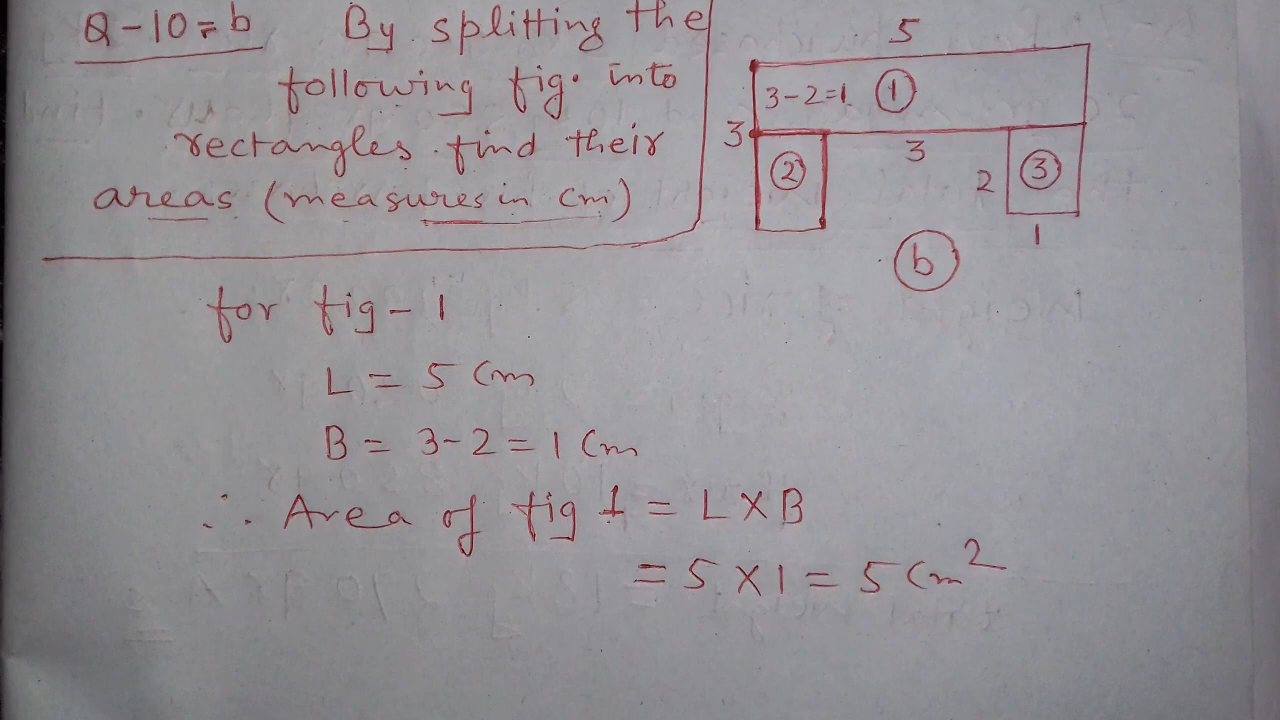 Q-10=b By splitting the
following fig. into
rectangles find their
areas (measures in cm)
5
3-2=1 1
3
3
2
2
3
1
b
for fig-1
L = 5 cm
B = 3-2 = 1 cm
∴ Area of fig 1 = L X B
= 5 X 1 = 5 cm²